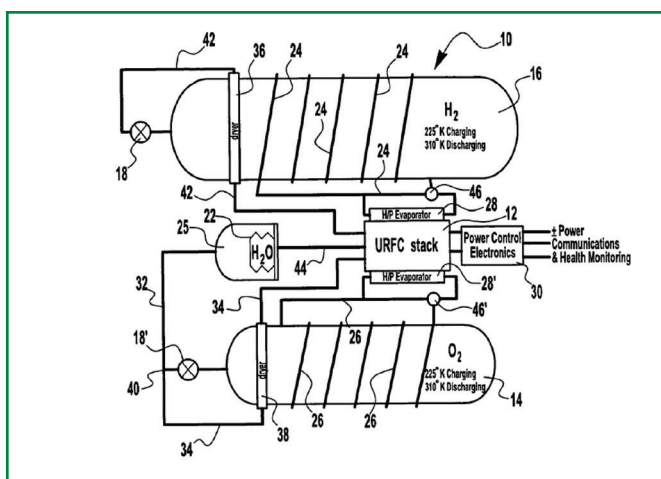 42
36
24
24
10
16
24
H₂
225°K Charging
310°K Discharging
dryer
18
24
46
42
28
22
H/P Evaporator
12
25
H₂O
URFC stack
Power Control
Electronics
± Power
Communications
& Health Monitoring
44
30
32
34
H/P Evaporator
28'
26
46'
18'
dryer
O₂
225°K Charging
310°K Discharging
40
26
26
14
38
26
34